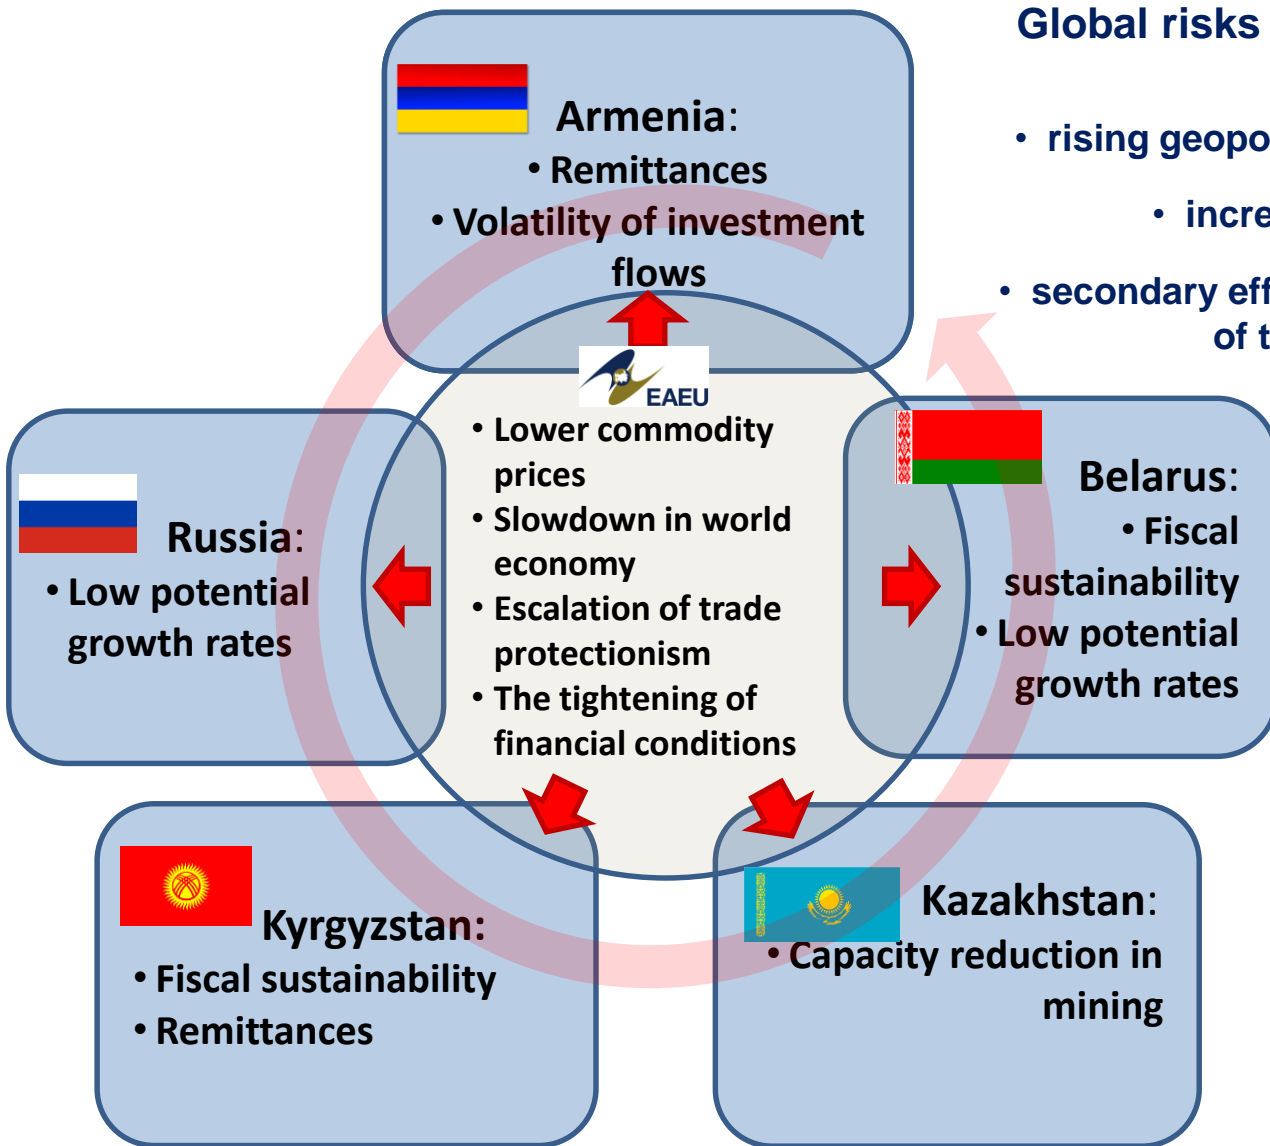 Global risks
• rising geopo
• incre
• secondary eff
of t
Armenia:
• Remittances
• Volatility of investment
flows
EAEU
• Lower commodity
prices
• Slowdown in world
economy
• Escalation of trade
protectionism
• The tightening of
financial conditions
Russia:
• Low potential
growth rates
Belarus:
• Fiscal
sustainability
• Low potential
growth rates
Kyrgyzstan:
• Fiscal sustainability
• Remittances
Kazakhstan:
• Capacity reduction in
mining